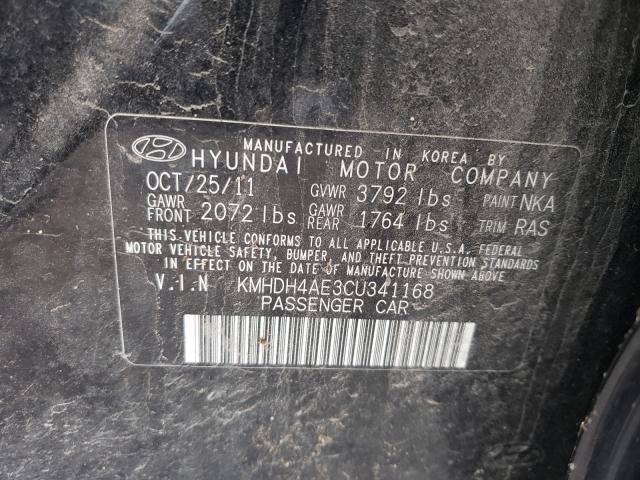 MANUFACTURED IN KOREA BY
HYUNDAI MOTOR COMPANY
OCT/25/11 GVWR 3792 lbs PAINT NKA
GAWR FRONT 2072 lbs GAWR REAR 1764 lbs TRIM RAS
THIS VEHICLE CONFORMS TO ALL APPLICABLE U.S.A. FEDERAL
MOTOR VEHICLE SAFETY, BUMPER, AND THEFT PREVENTION STANDARDS
IN EFFECT ON THE DATE OF MANUFACTURE SHOWN ABOVE.
V.I.N KMHDH4AE3CU341168
PASSENGER CAR